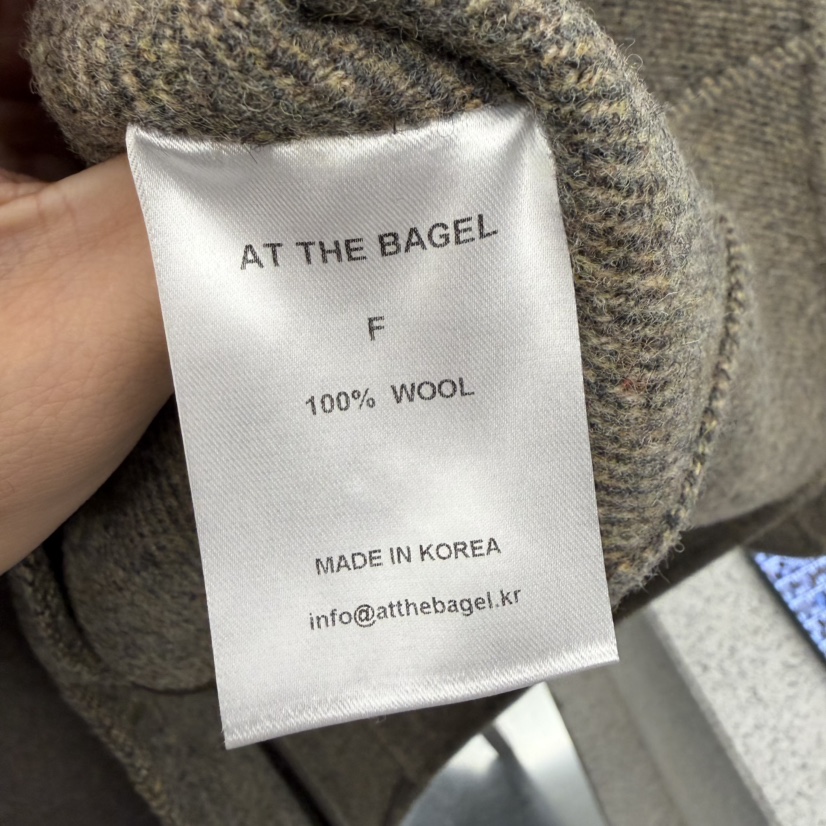 AT THE BAGEL
F
100% WOOL
MADE IN KOREA
info@atthebagel.kr